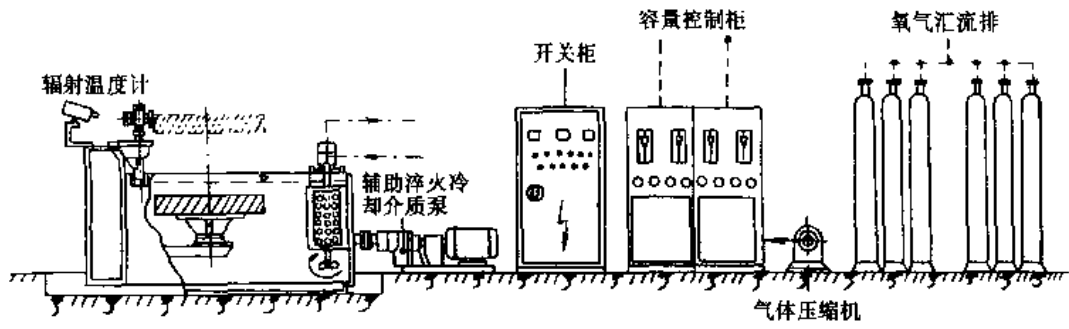 容量控制柜
氧气汇流排
开关柜
辐射温度计
辅助淬火冷
却介质泵
气体压缩机